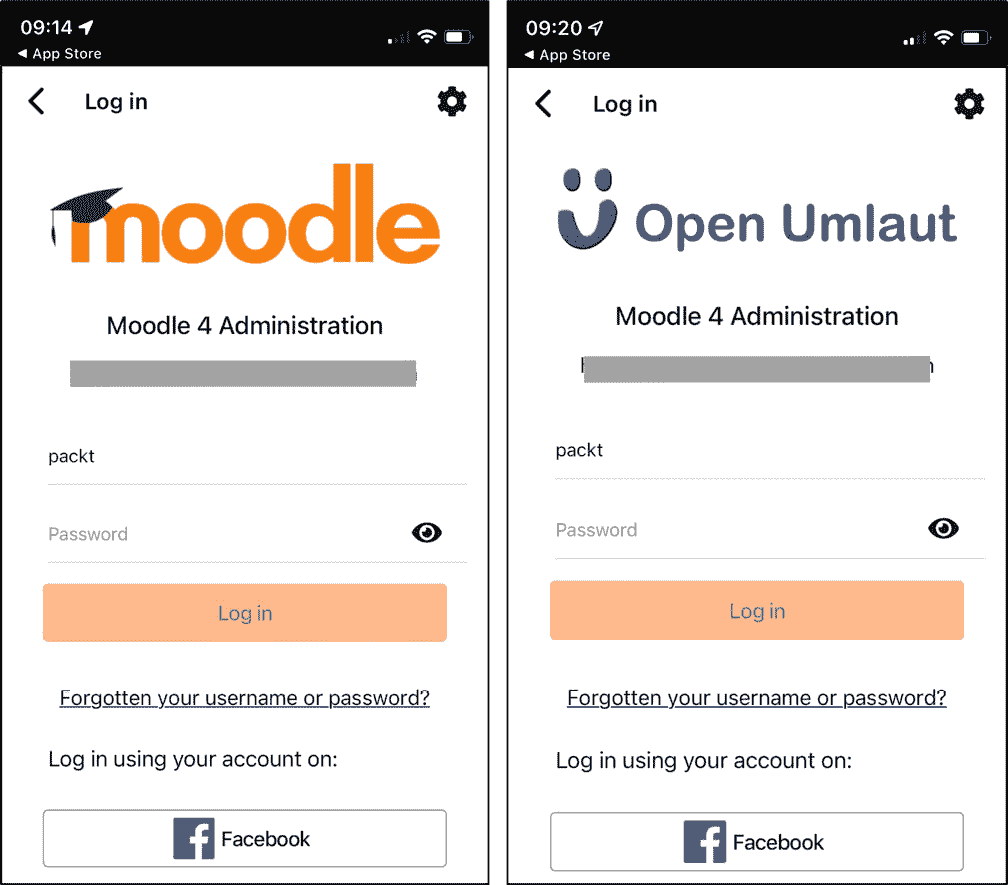 09:14
App Store
Log in
moodle
Moodle 4 Administration
packt
Password
Log in
Forgotten your username or password?
Log in using your account on:
Facebook
09:20
App Store
Log in
Open Umlaut
Moodle 4 Administration
packt
Password
Log in
Forgotten your username or password?
Log in using your account on:
Facebook